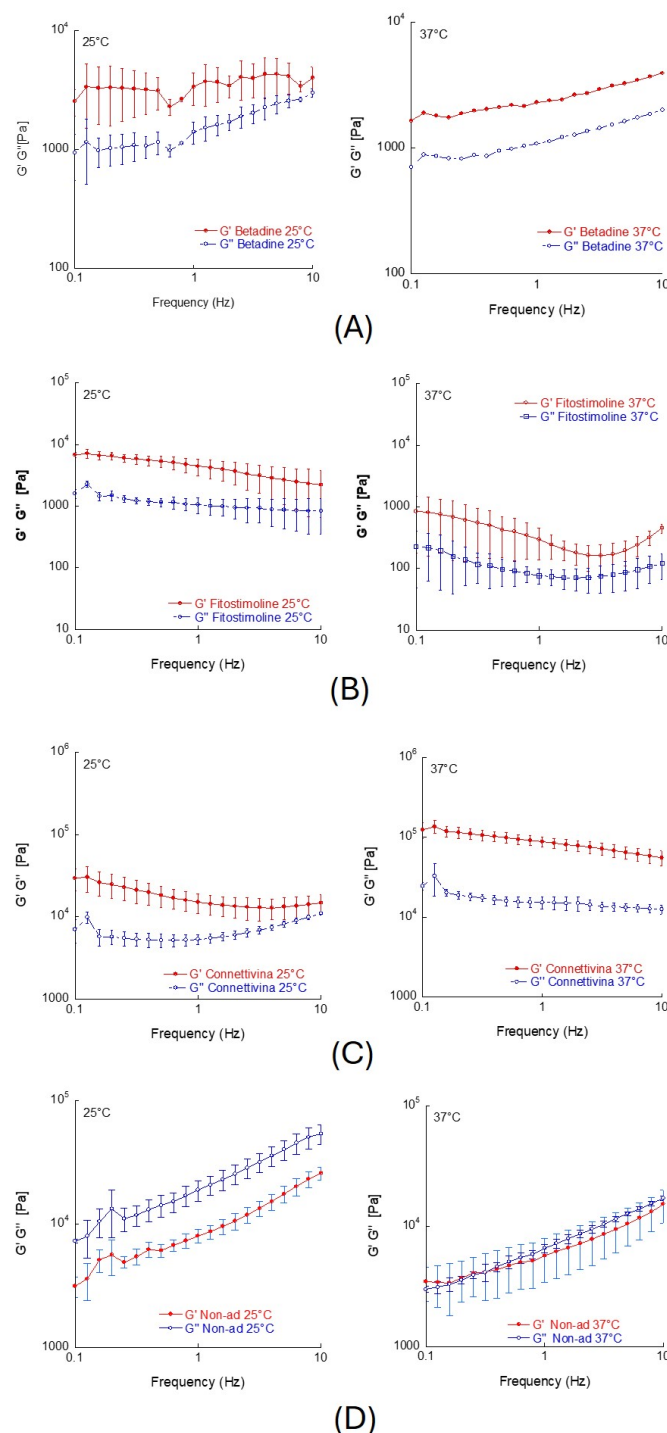 10⁴
25°C
G' G''[Pa]
1000
G' Betadine 25°C
G'' Betadine 25°C
100
0.1
1
10
Frequency (Hz)
10⁴
37°C
G' G'' [Pa]
1000
G' Betadine 37°C
G'' Betadine 37°C
100
0.1
1
10
Frequency (Hz)
(A)
10⁵
25°C
10⁴
G' G'' [Pa]
1000
100
G' Fitostimoline 25°C
G'' Fitostimoline 25°C
10
0.1
1
10
Frequency (Hz)
10⁵
37°C
G' Fitostimoline 37°C
G'' Fitostimoline 37°C
10⁴
G' G'' [Pa]
1000
100
10
0.1
1
10
Frequency (Hz)
(B)
10⁶
25°C
10⁵
G' G'' [Pa]
10⁴
G' Connettivina 25°C
G'' Connettivina 25°C
1000
0.1
1
10
Frequency (Hz)
10⁶
37°C
10⁵
G' G'' [Pa]
10⁴
G' Connettivina 37°C
G'' Connettivina 37°C
1000
0.1
1
10
Frequency (Hz)
(C)
10⁵
25°C
G' G'' [Pa]
10⁴
G' Non-ad 25°C
G'' Non-ad 25°C
1000
0.1
1
10
Frequency (Hz)
10⁵
37°C
G' G'' [Pa]
10⁴
G' Non-ad 37°C
G'' Non-ad 37°C
1000
0.1
1
10
Frequency (Hz)
(D)